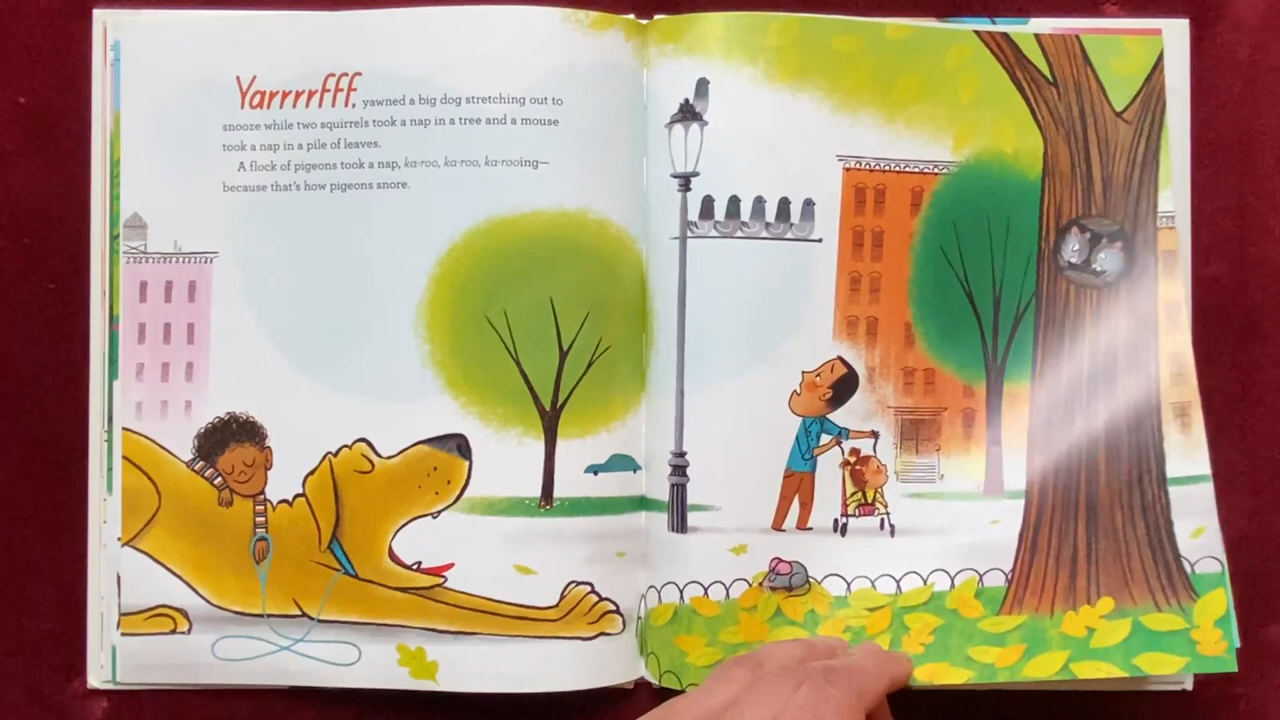 Yarrrrfff, yawned a big dog stretching out to
snooze while two squirrels took a nap in a tree and a mouse
took a nap in a pile of leaves.
A flock of pigeons took a nap, ka-roo, ka-roo, ka-rooing—
because that's how pigeons snore.